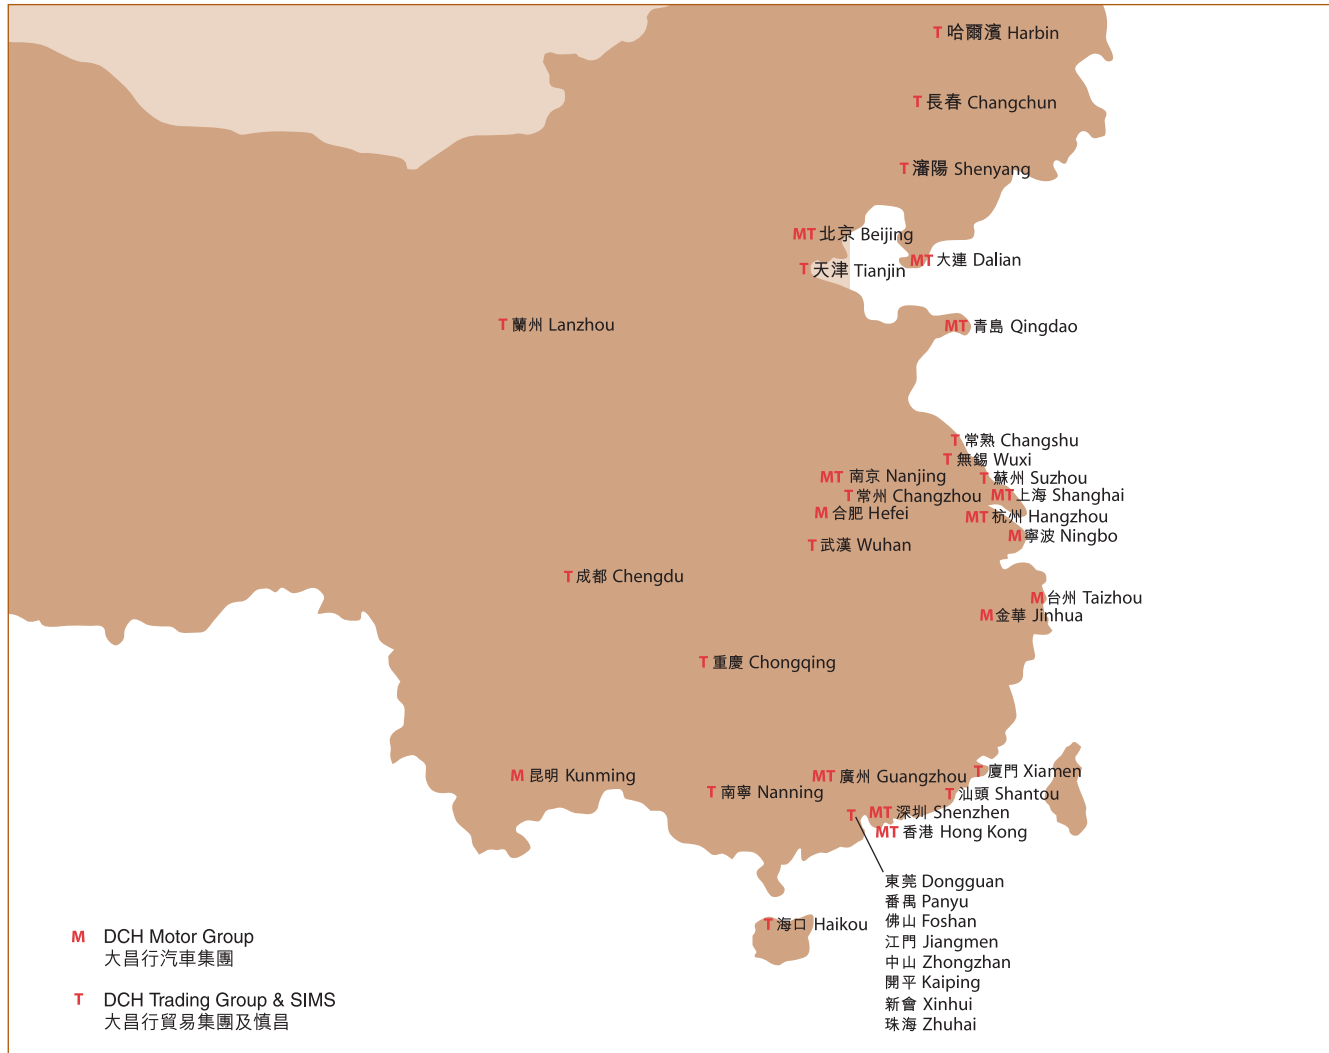 T 哈爾濱 Harbin
T 長春 Changchun
T 瀋陽 Shenyang
MT 北京 Beijing
MT 大連 Dalian
T 天津 Tianjin
T 蘭州 Lanzhou
MT 青島 Qingdao
T 常熟 Changshu
T 無錫 Wuxi
MT 南京 Nanjing
T 蘇州 Suzhou
T 常州 Changzhou
MT 上海 Shanghai
M 合肥 Hefei
MT 杭州 Hangzhou
M 寧波 Ningbo
T 武漢 Wuhan
T 成都 Chengdu
M 台州 Taizhou
M 金華 Jinhua
T 重慶 Chongqing
M 昆明 Kunming
MT 廣州 Guangzhou
T 廈門 Xiamen
T 南寧 Nanning
T 汕頭 Shantou
MT 深圳 Shenzhen
T
MT 香港 Hong Kong
東莞 Dongguan
番禺 Panyu
佛山 Foshan
江門 Jiangmen
中山 Zhongzhan
開平 Kaiping
新會 Xinhui
珠海 Zhuhai
T 海口 Haikou
M DCH Motor Group
大昌行汽車集團
T DCH Trading Group & SIMS
大昌行貿易集團及慎昌